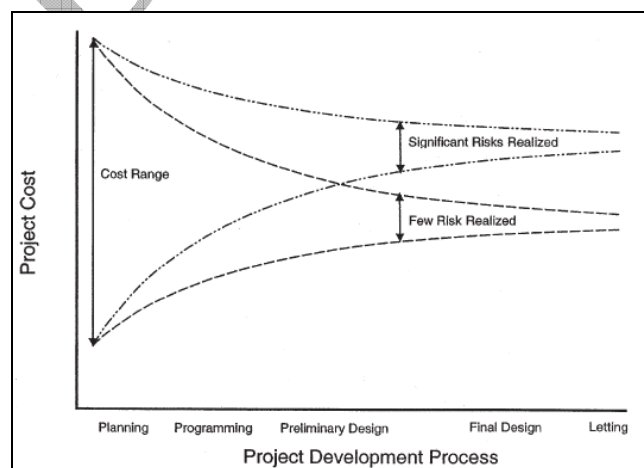 Significant Risks Realized
Cost Range
Few Risk Realized
Project Cost
Planning
Programming
Preliminary Design
Final Design
Letting
Project Development Process